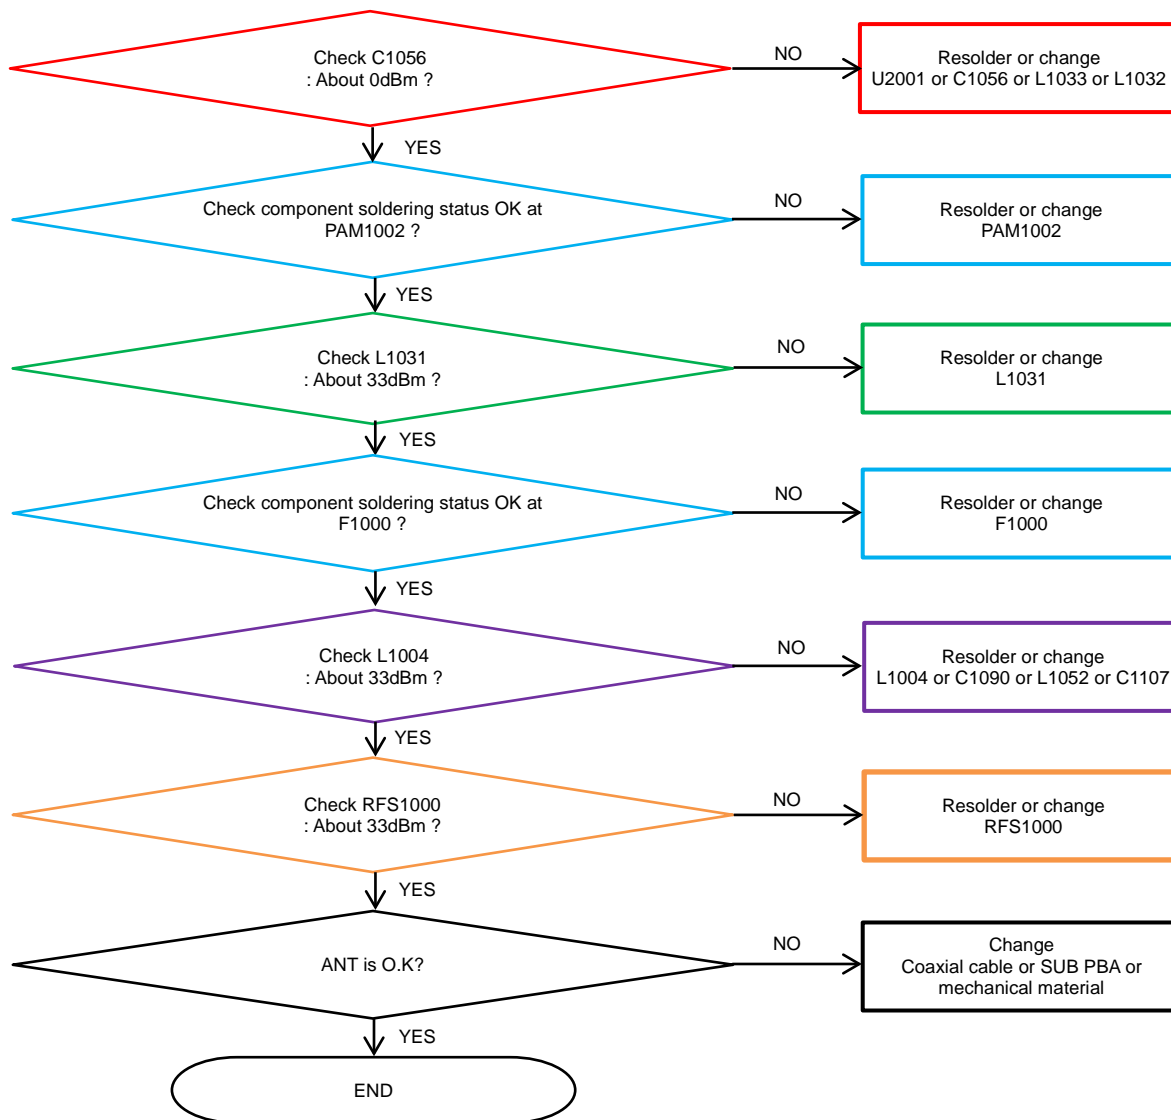 Check C1056
: About 0dBm ?
NO
Resolder or change
U2001 or C1056 or L1033 or L1032
YES
Check component soldering status OK at
PAM1002 ?
NO
Resolder or change
PAM1002
YES
Check L1031
: About 33dBm ?
NO
Resolder or change
L1031
YES
Check component soldering status OK at
F1000 ?
NO
Resolder or change
F1000
YES
Check L1004
: About 33dBm ?
NO
Resolder or change
L1004 or C1090 or L1052 or C1107
YES
Check RFS1000
: About 33dBm ?
NO
Resolder or change
RFS1000
YES
ANT is O.K?
NO
Change
Coaxial cable or SUB PBA or
mechanical material
YES
END